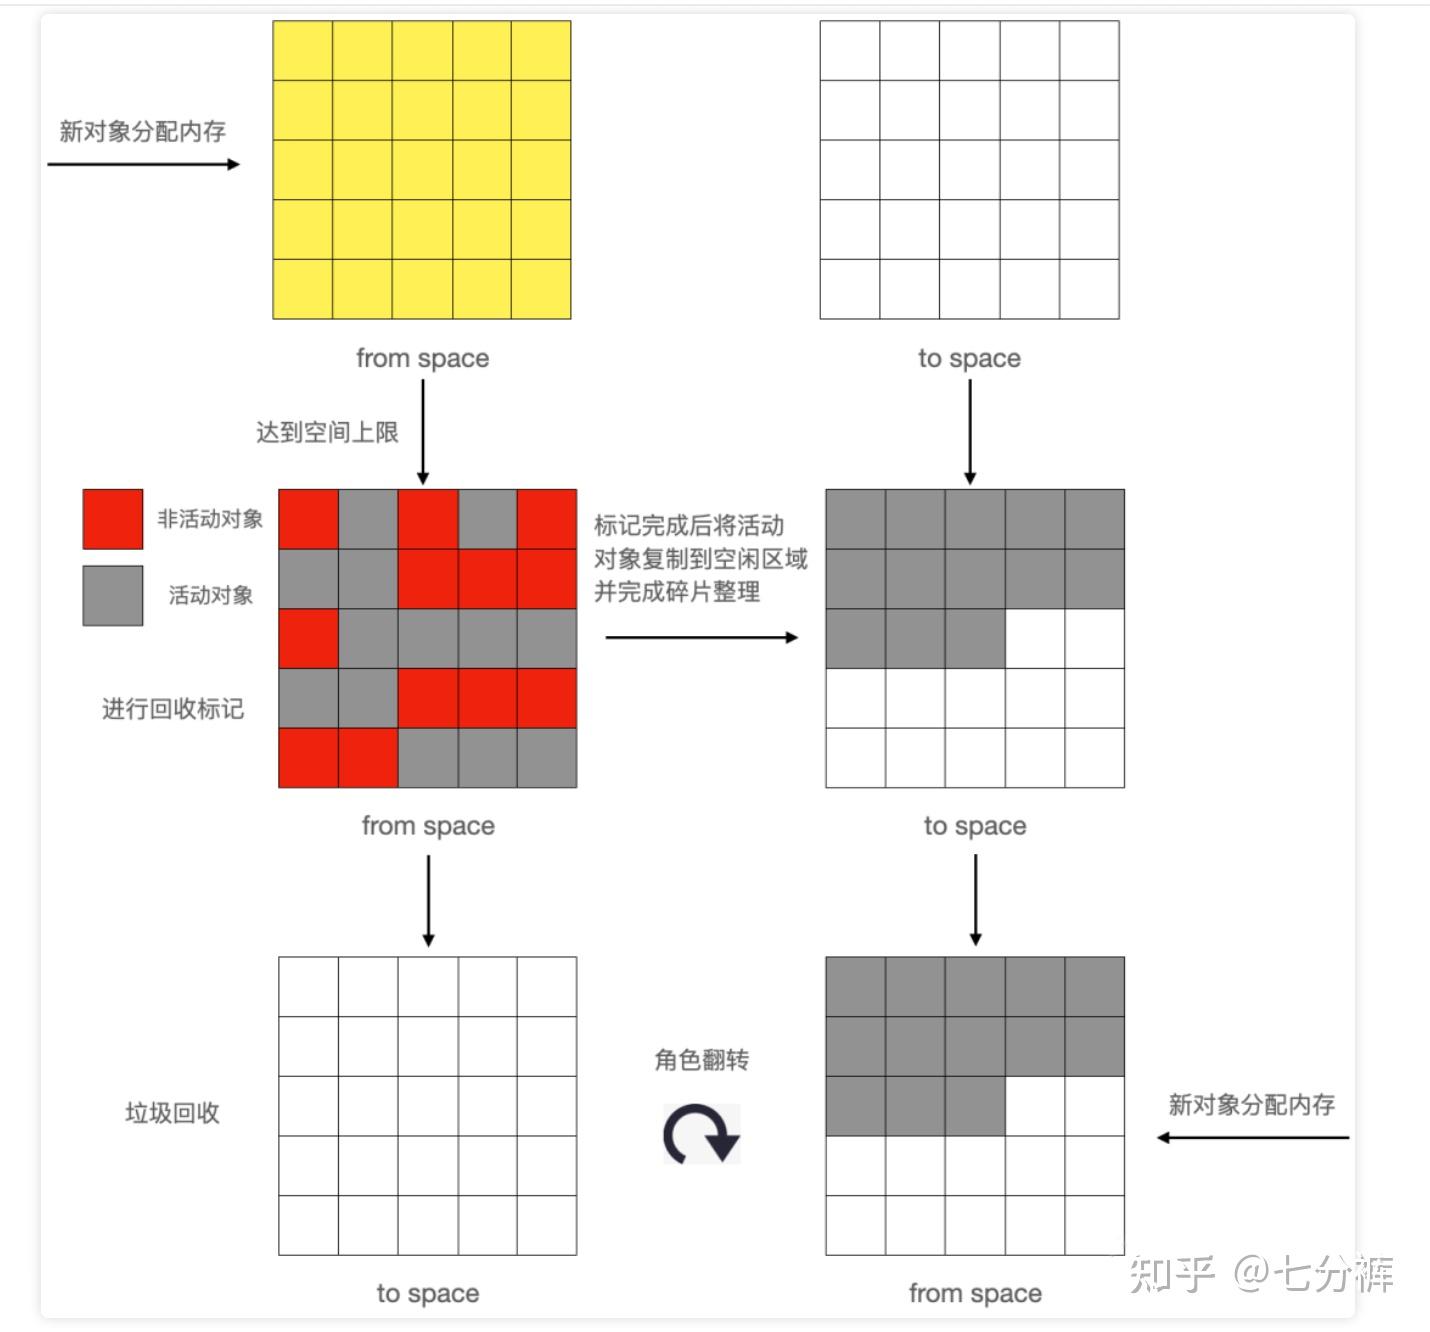 新对象分配内存
from space
to space
达到空间上限
非活动对象
活动对象
标记完成后将活动
对象复制到空闲区域
并完成碎片整理
进行回收标记
from space
to space
角色翻转
垃圾回收
新对象分配内存
to space
from space
知乎 @七分裤